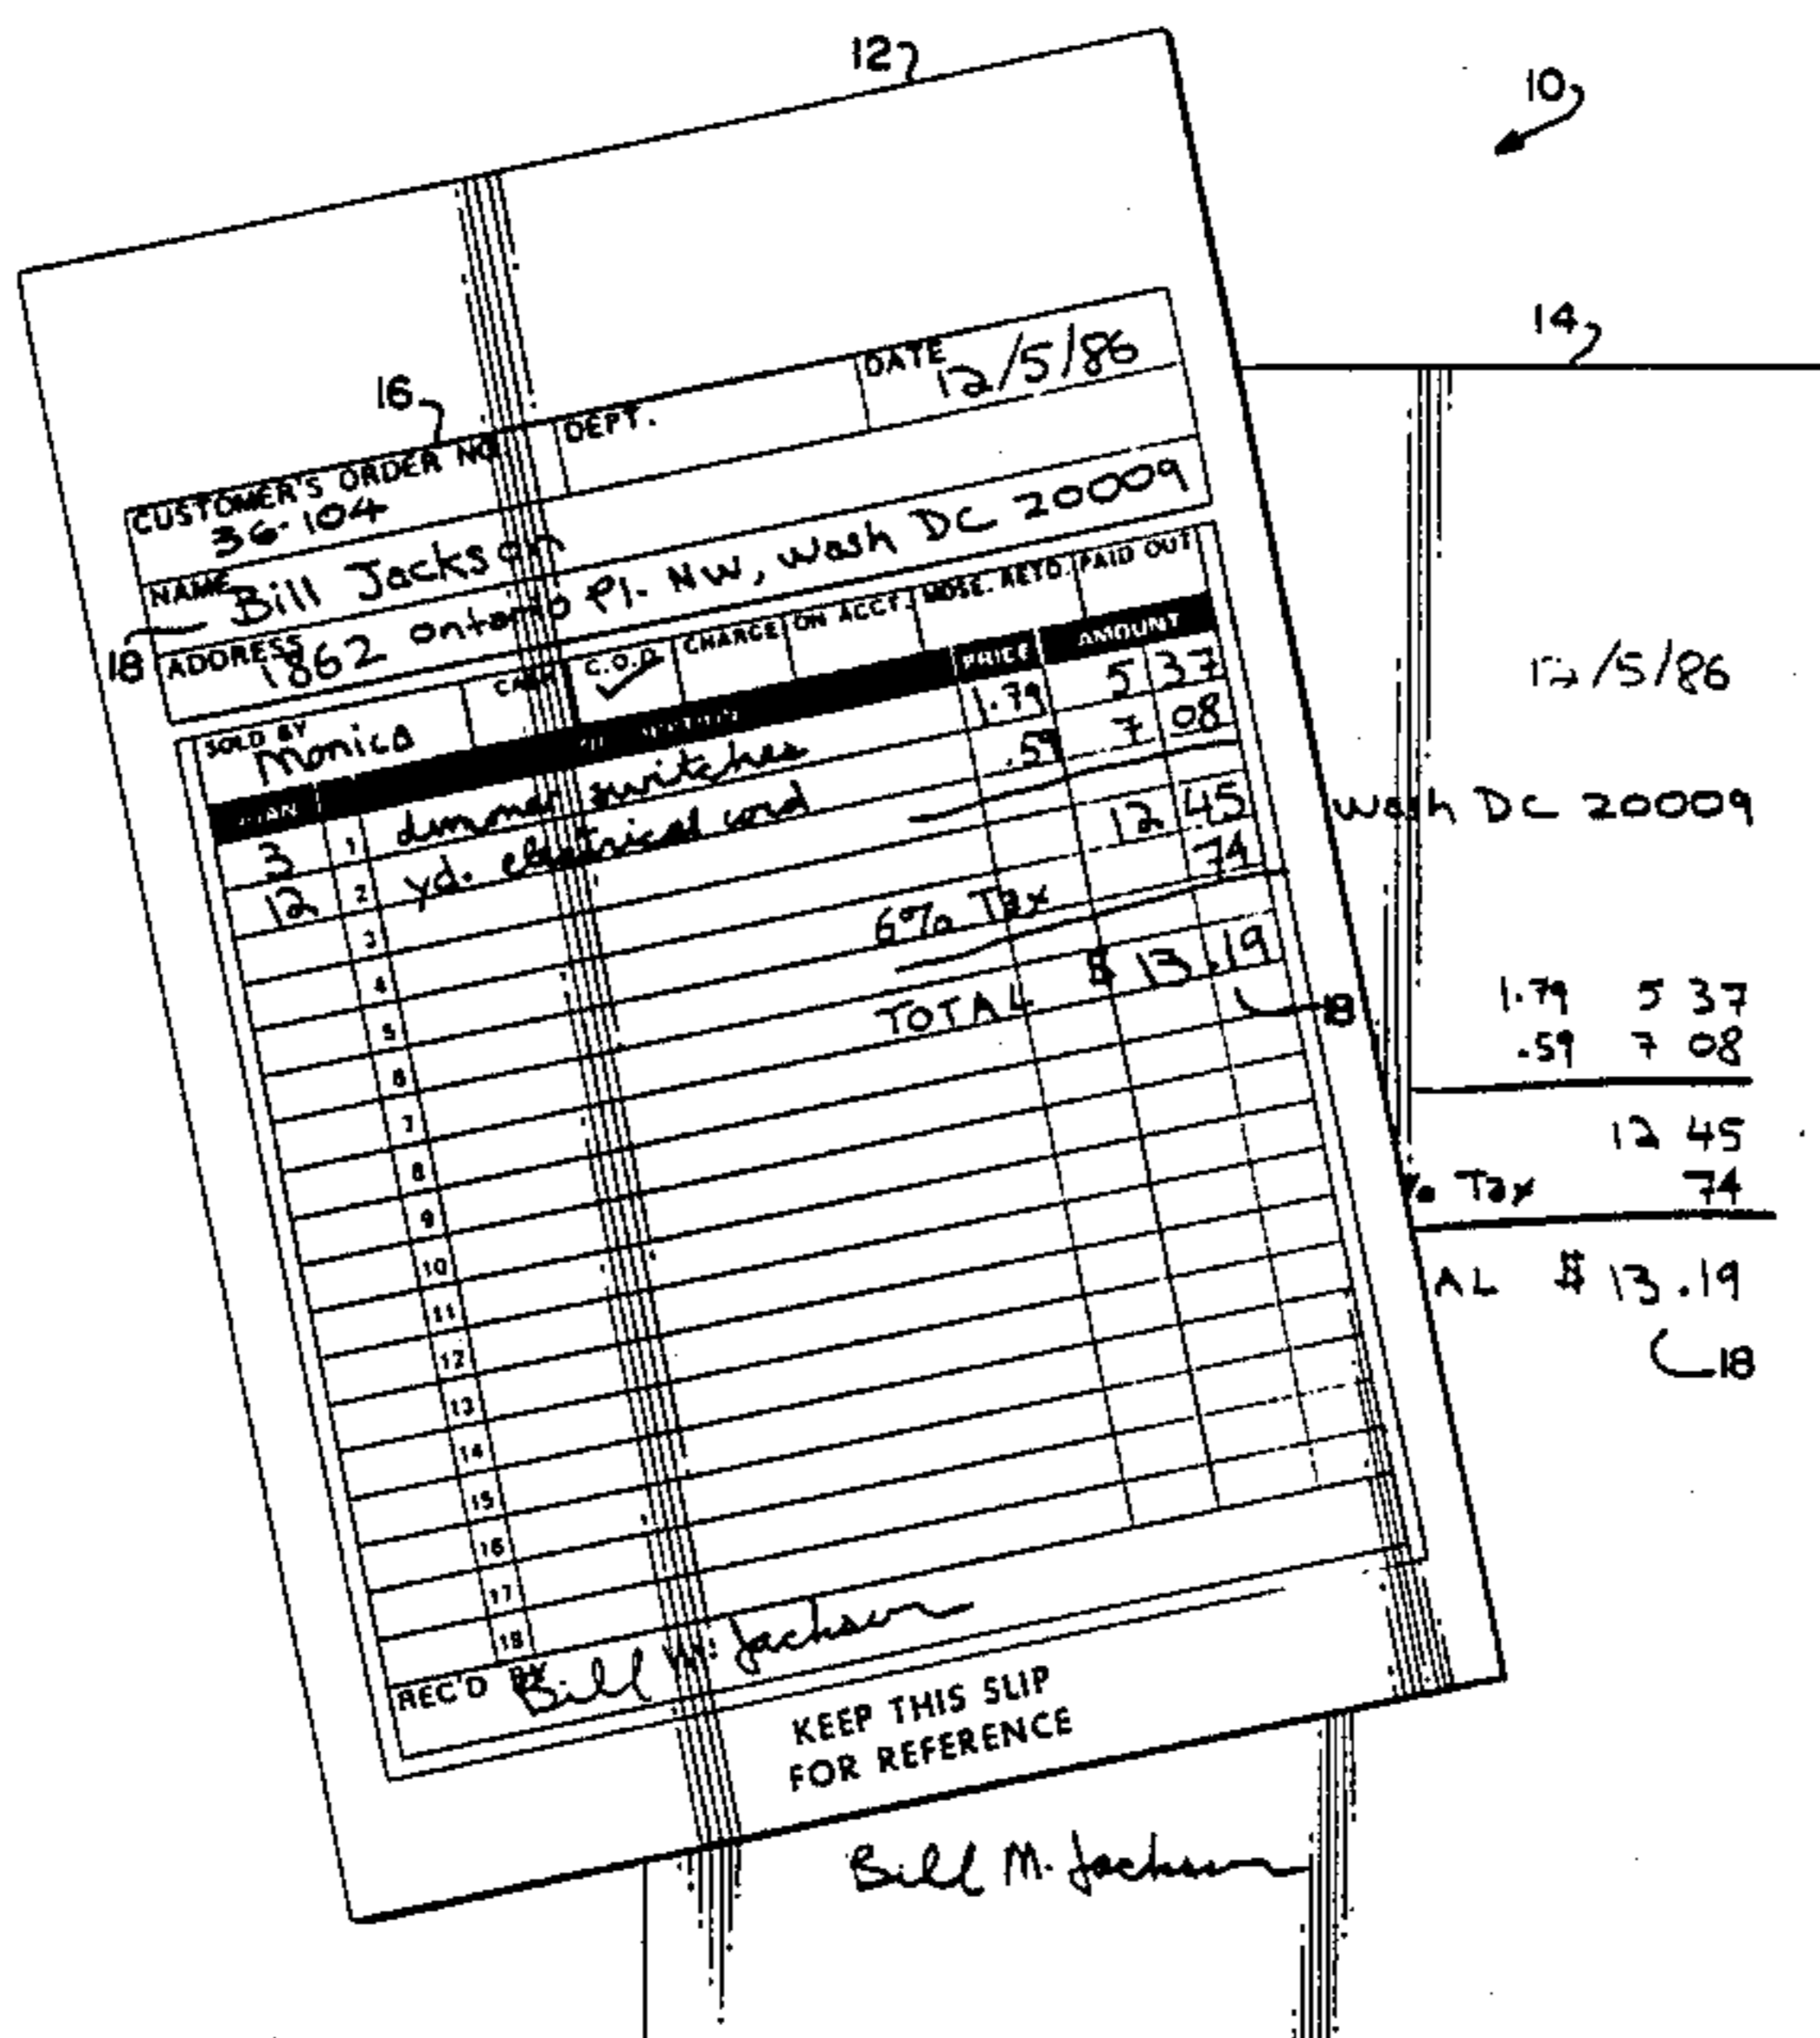 12
10
14
16
CUSTOMER'S ORDER NO. DEPT. DATE
36-104 12/5/86
NAME Bill Jackson
18 ADDRESS 1862 Ontario Pl. NW, Wash DC 20009
SOLD BY CASH C.O.D. ✓ CHARGE ON ACCT. MDSE. RETD. PAID OUT
Monica
QUAN. PRICE AMOUNT
3 1 dimmer switches 1.79 5 37
12 2 yd. electrical cord .59 7 08
3 12 45
4 6% Tax 74
5
6 TOTAL $ 13.19
18
7
8
9
10
11
12
13
14
15
16
17
18
REC'D BY Bill M. Jackson
KEEP THIS SLIP
FOR REFERENCE
12/5/86
Wash DC 20009
1.79 5 37
.59 7 08
12 45
% Tax 74
AL $ 13.19
18
Bill M. Jackson